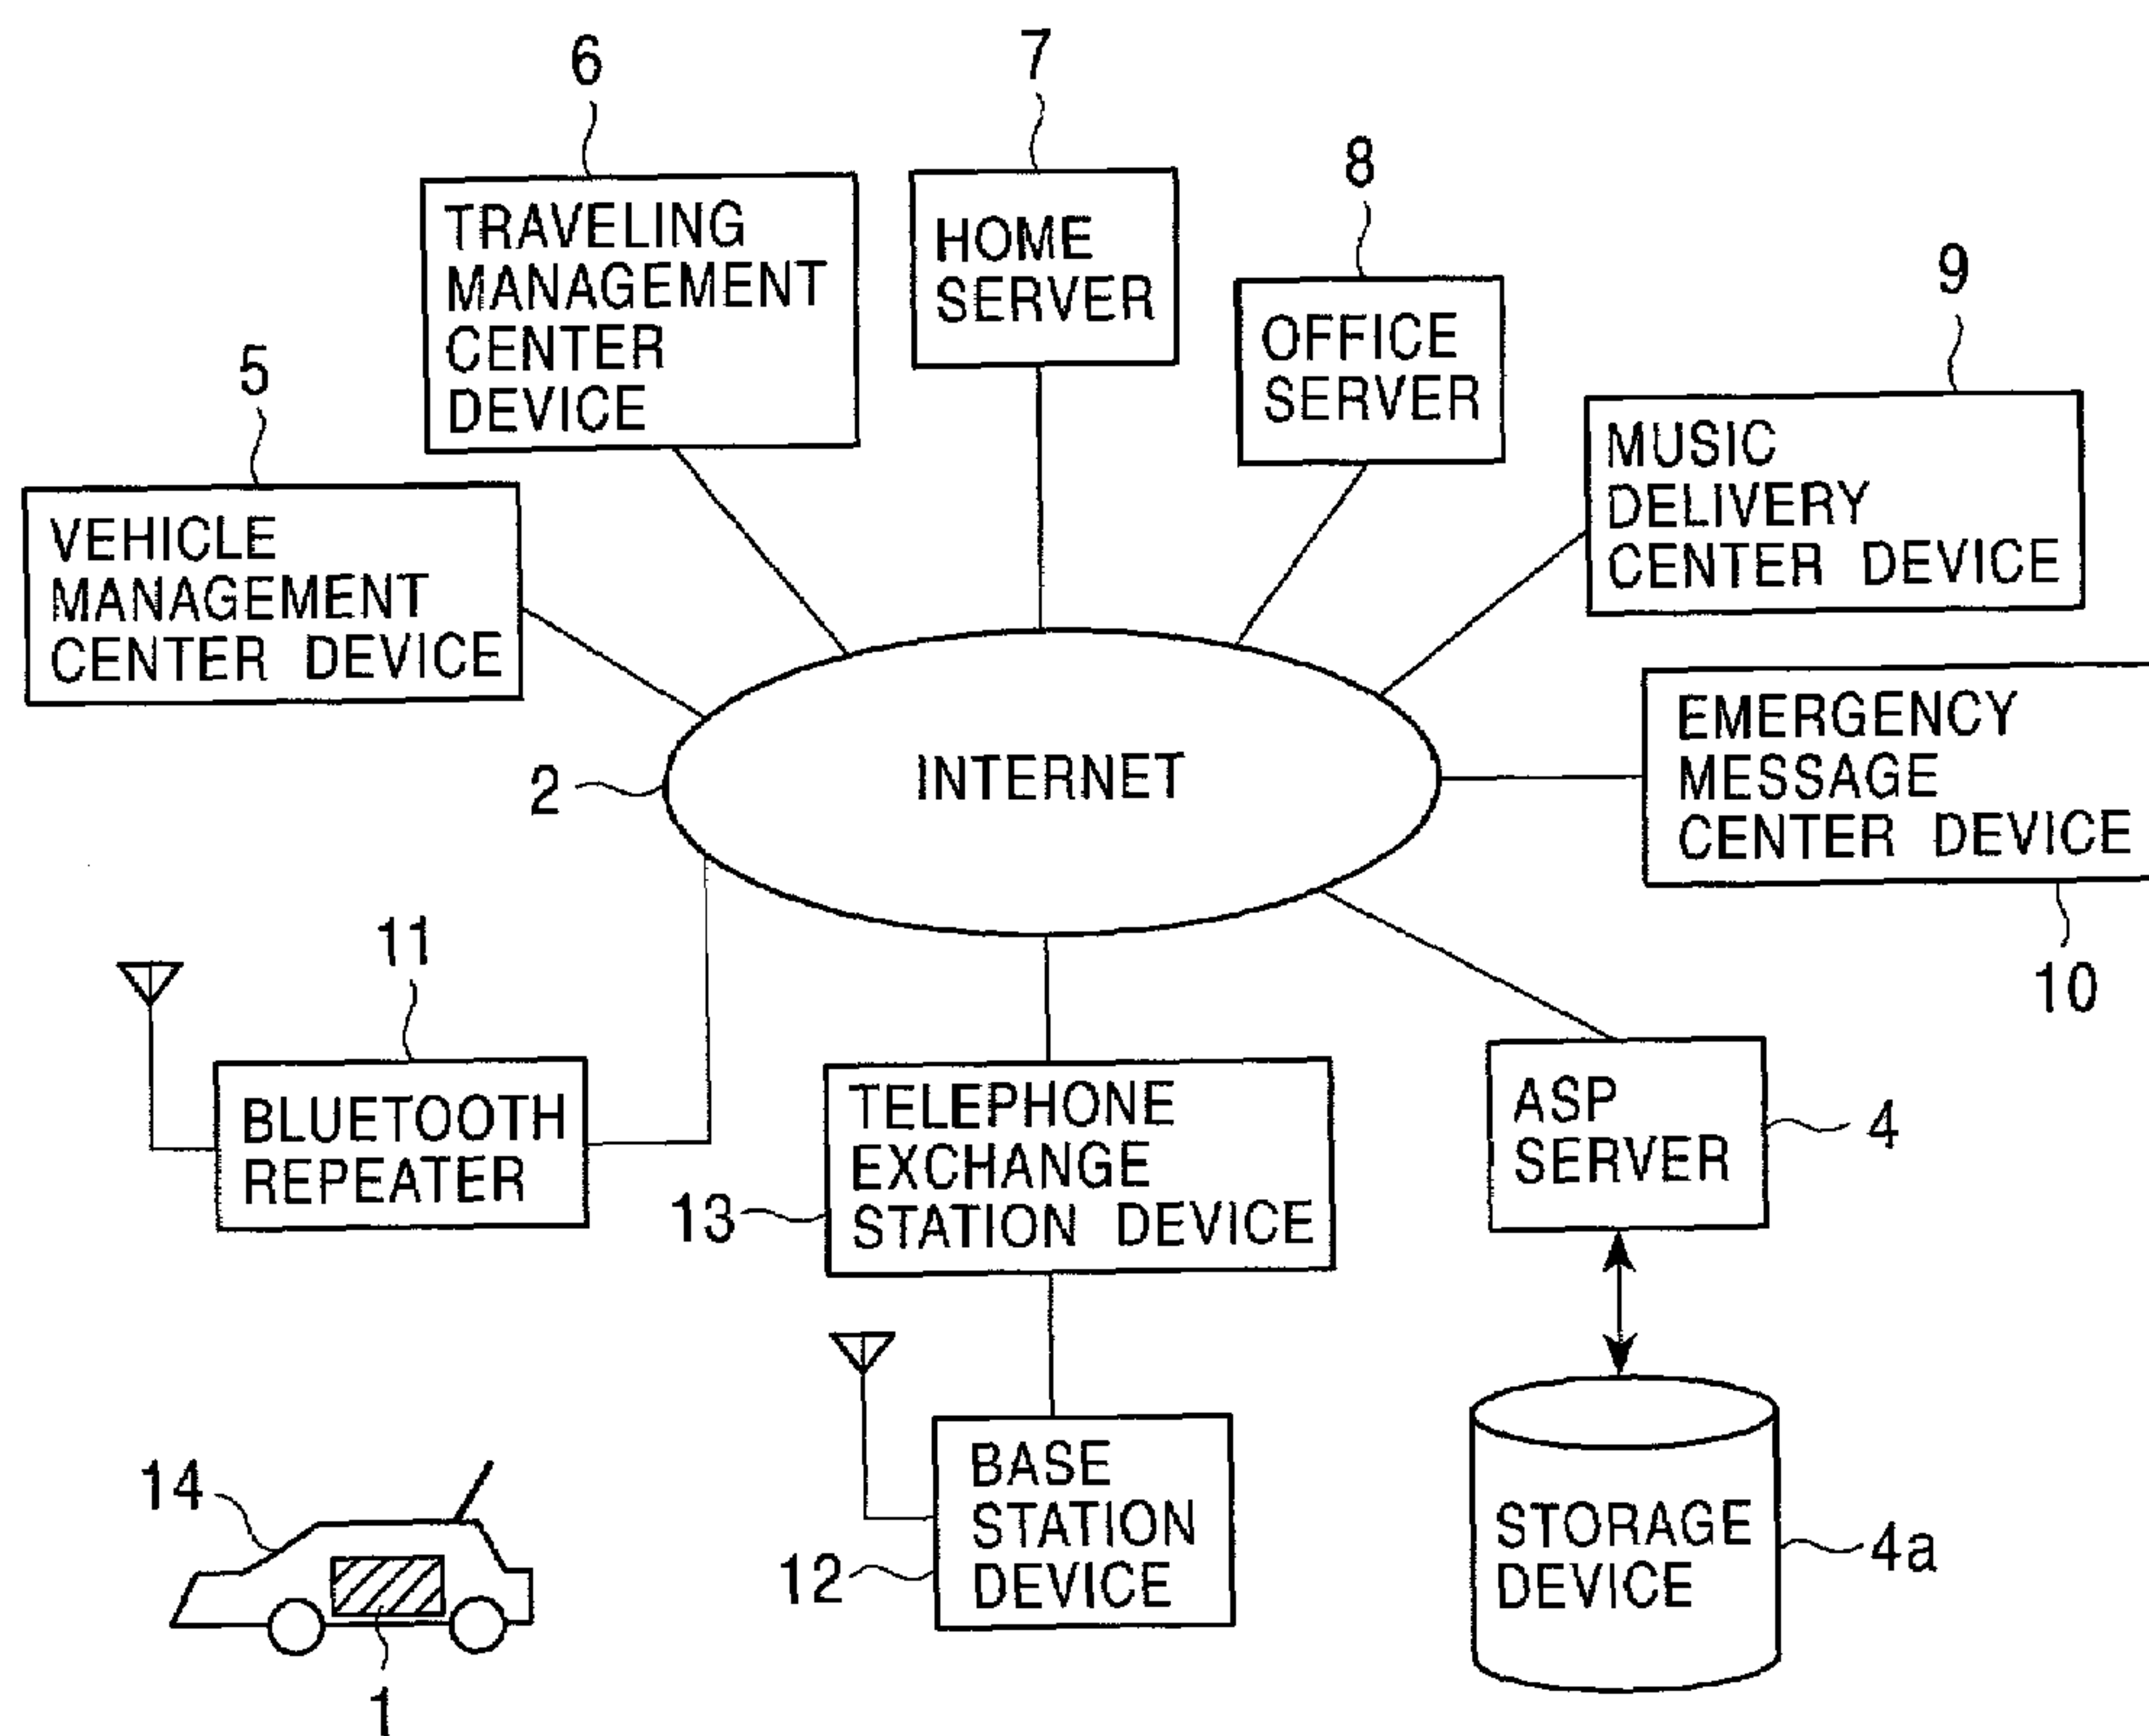 6
7
8
9
5
TRAVELING
MANAGEMENT
CENTER
DEVICE
HOME
SERVER
OFFICE
SERVER
MUSIC
DELIVERY
CENTER DEVICE
VEHICLE
MANAGEMENT
CENTER DEVICE
EMERGENCY
MESSAGE
CENTER DEVICE
10
2
INTERNET
11
BLUETOOTH
REPEATER
TELEPHONE
EXCHANGE
STATION DEVICE
13
ASP
SERVER
4
14
1
BASE
STATION
DEVICE
12
STORAGE
DEVICE
4a